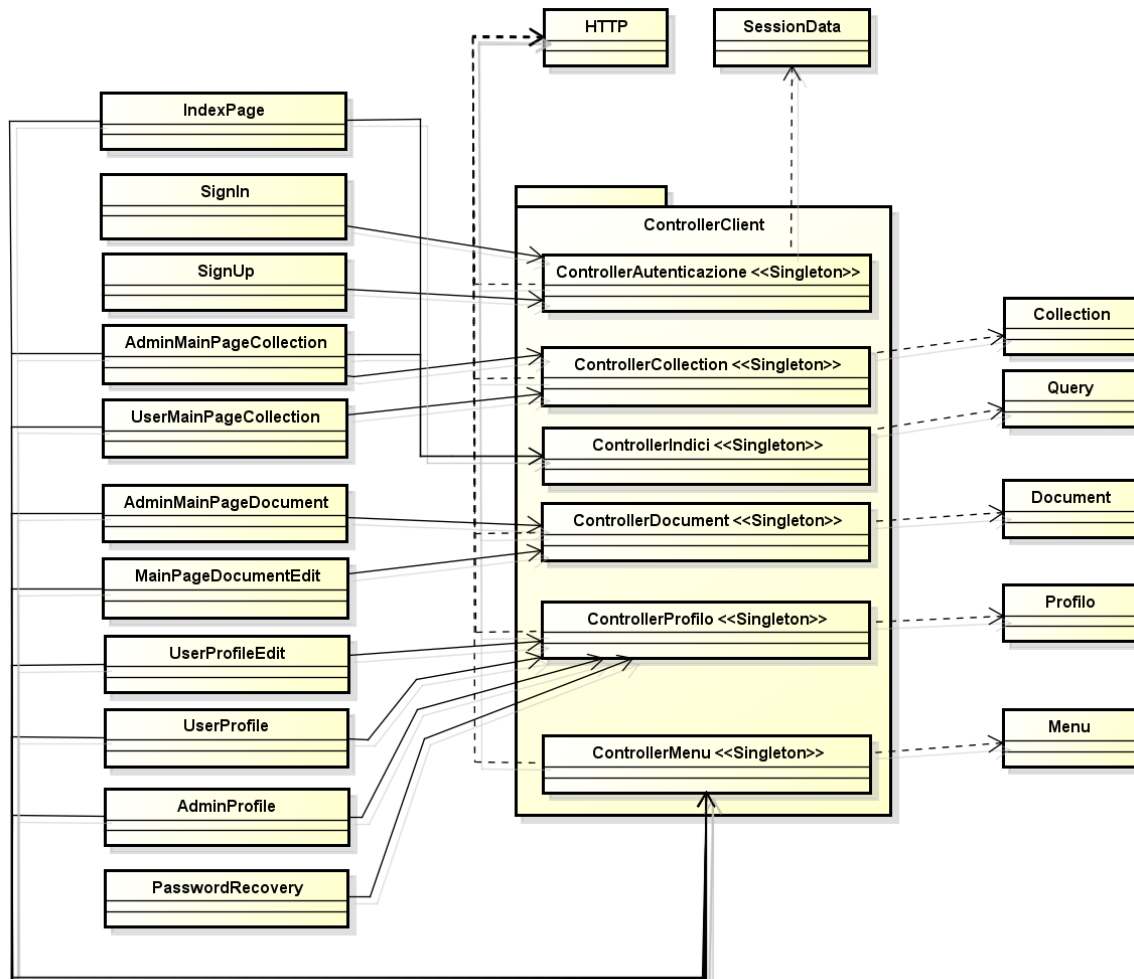 HTTP
SessionData
IndexPage
SignIn
SignUp
AdminMainPageCollection
UserMainPageCollection
AdminMainPageDocument
MainPageDocumentEdit
UserProfileEdit
UserProfile
AdminProfile
PasswordRecovery
ControllerClient
ControllerAutenticazione <<Singleton>>
ControllerCollection <<Singleton>>
ControllerIndici <<Singleton>>
ControllerDocument <<Singleton>>
ControllerProfilo <<Singleton>>
ControllerMenu <<Singleton>>
Collection
Query
Document
Profilo
Menu